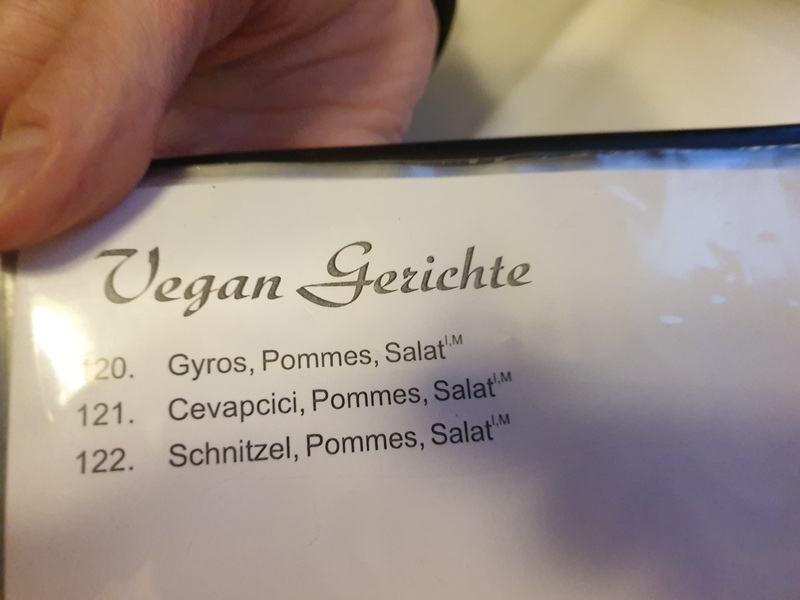 Vegan Gerichte
120. Gyros, Pommes, Salat I,M
121. Cevapcici, Pommes, Salat I,M
122. Schnitzel, Pommes, Salat I,M